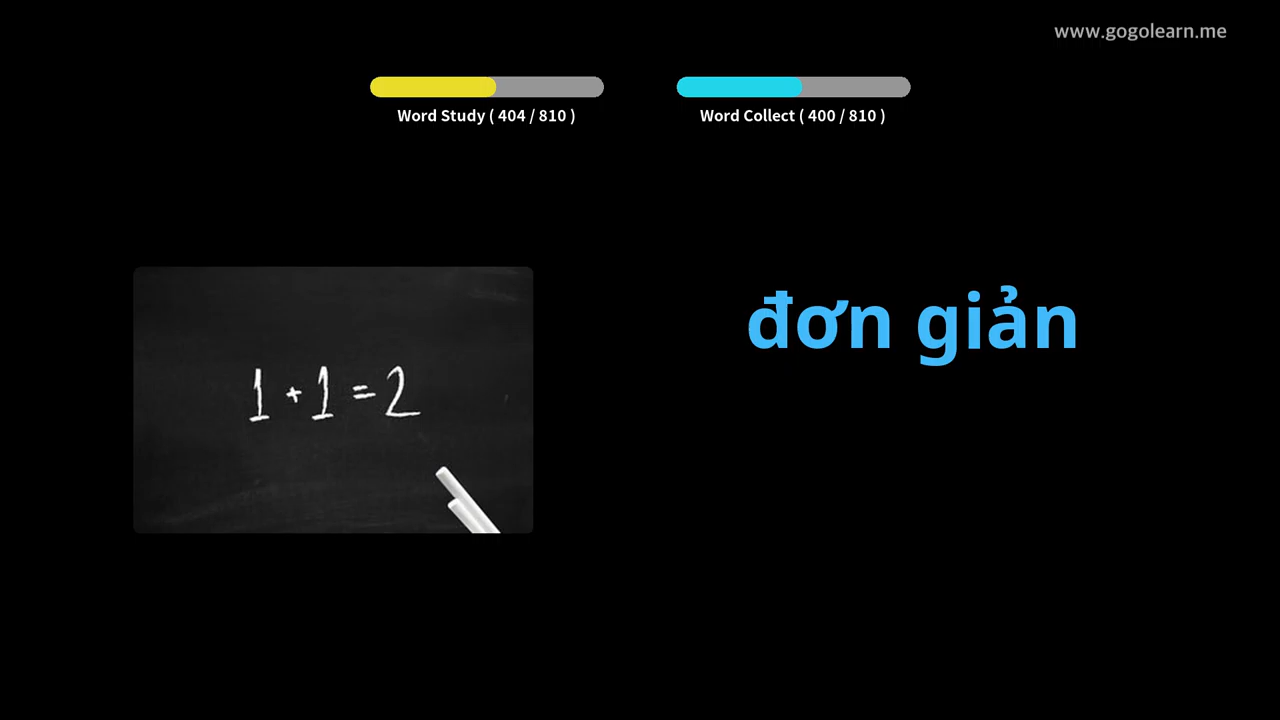 www.gogolearn.me
Word Study ( 404 / 810 )
Word Collect ( 400 / 810 )
đơn giản
1 + 1 = 2